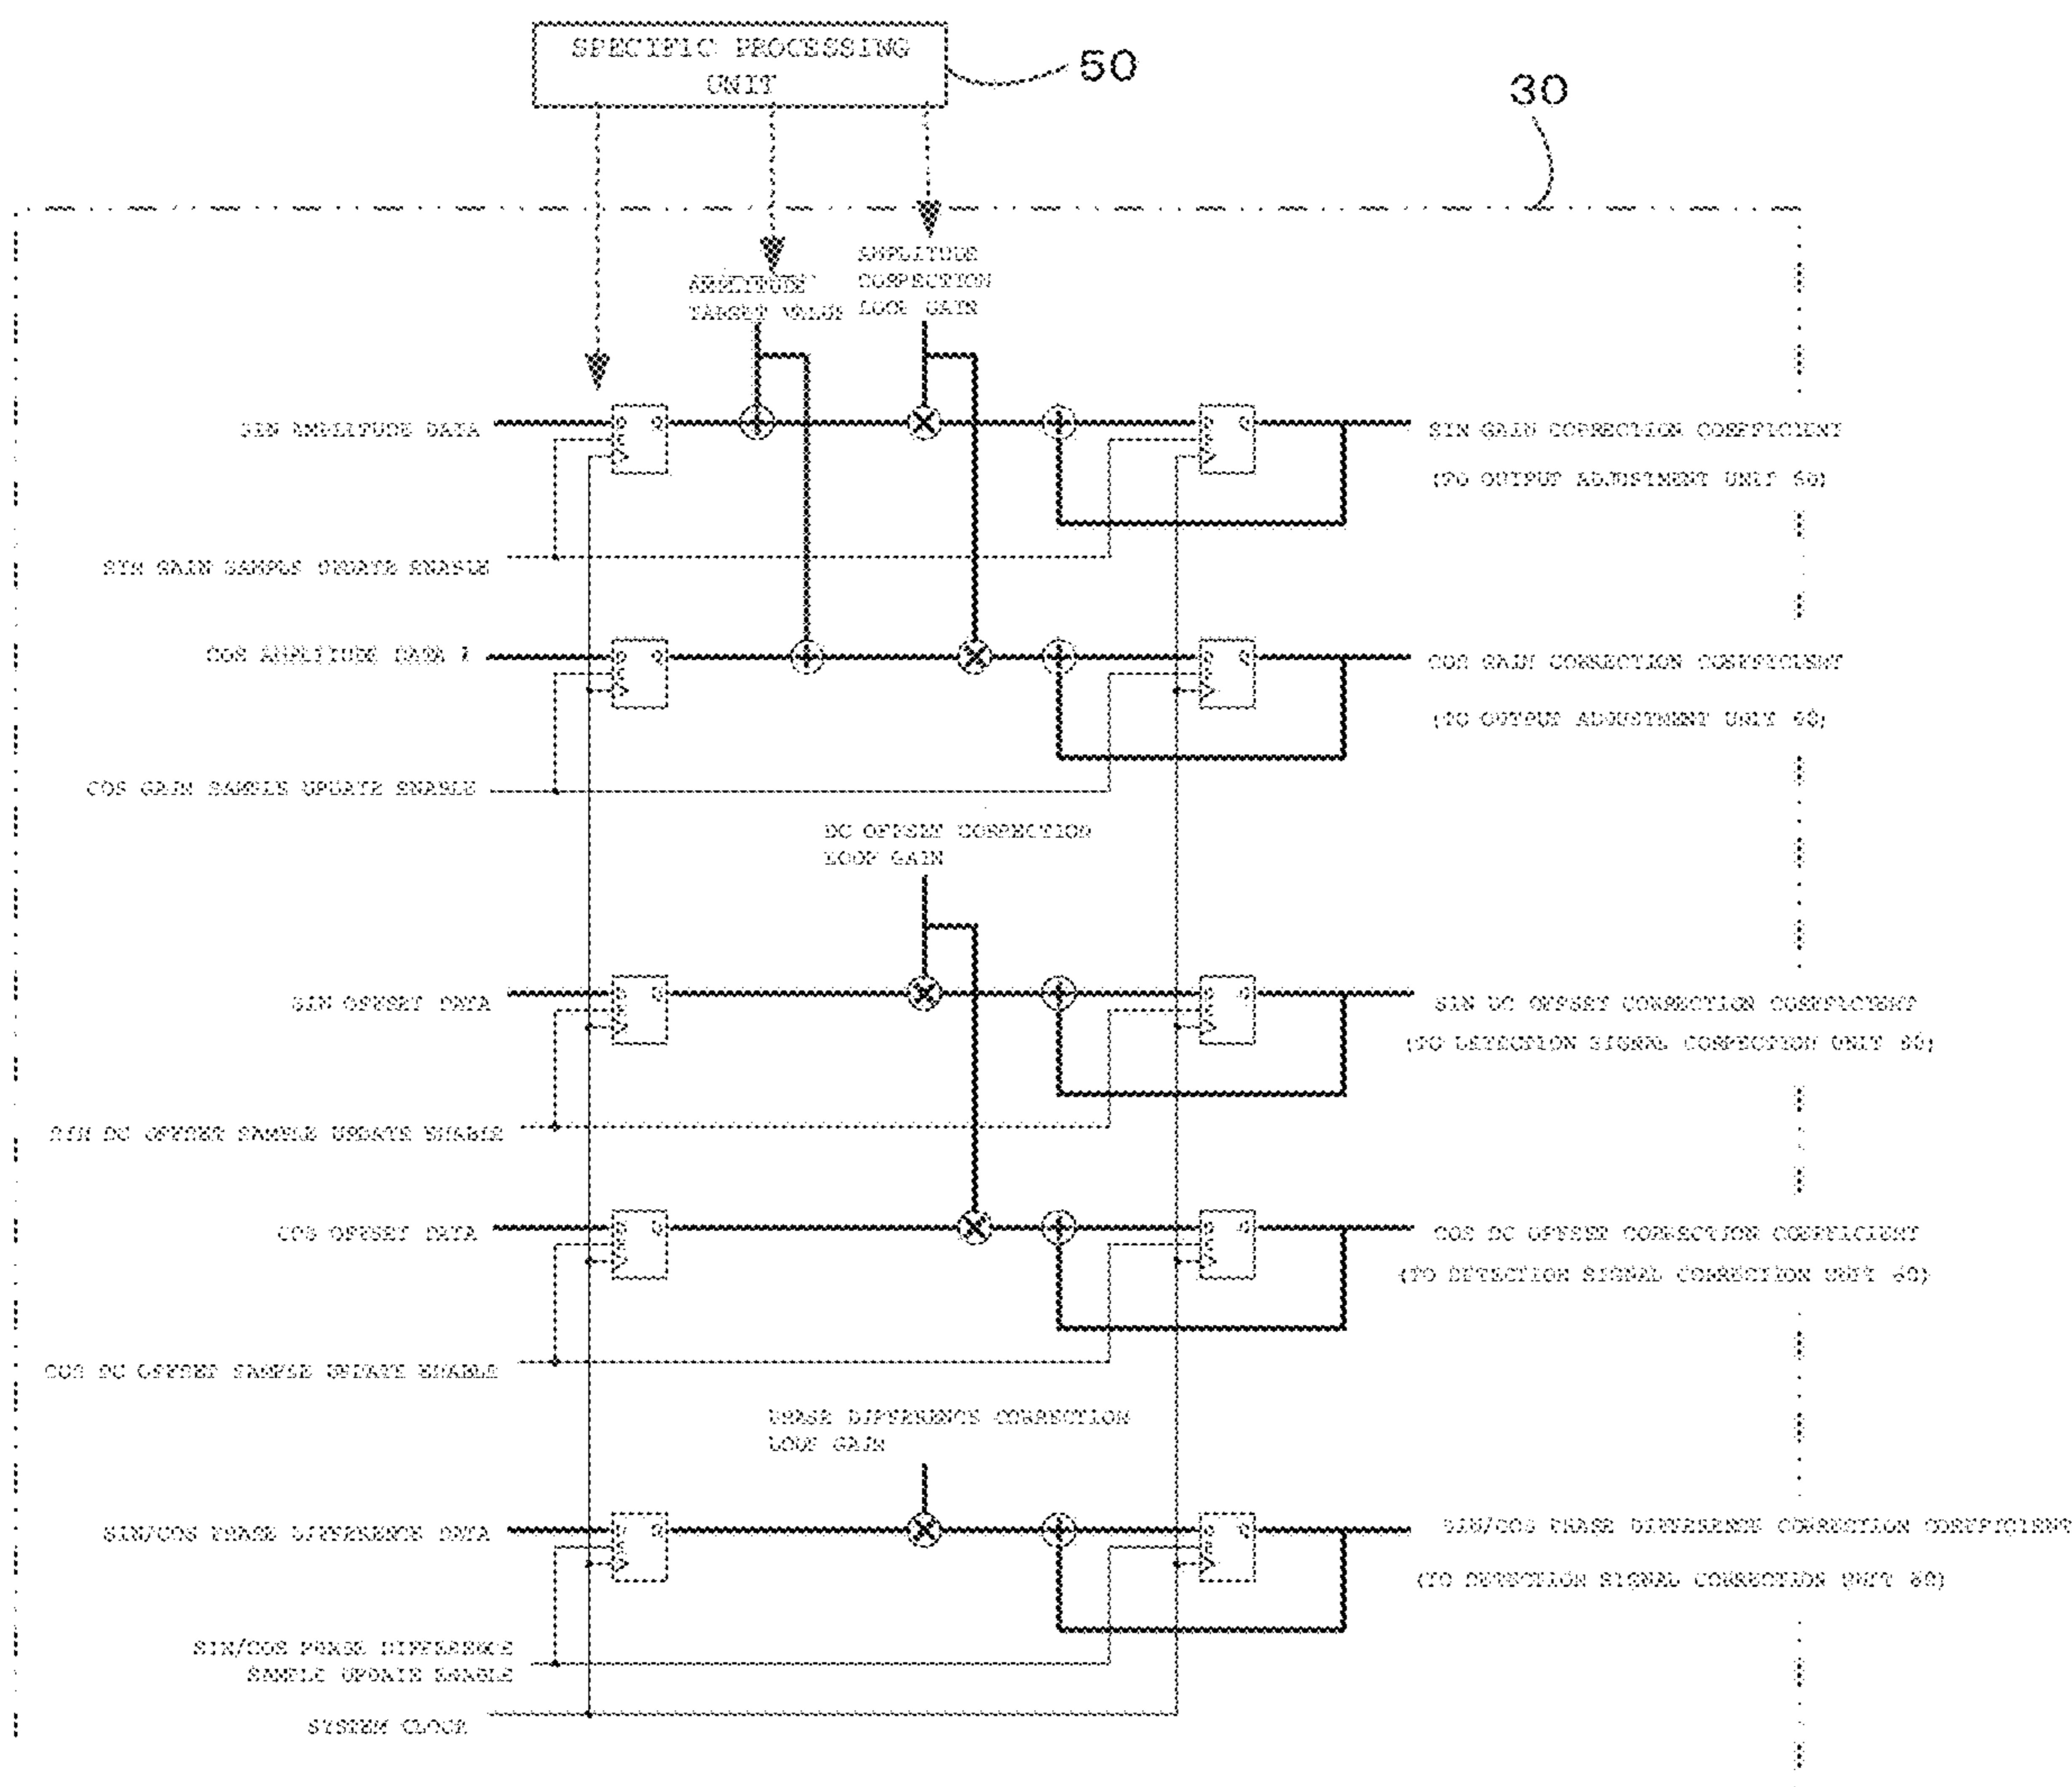 SPECIFIC PROCESSING
UNIT
50
30
AMPLITUDE
TARGET VALUE
AMPLITUDE
CORRECTION
LOOP GAIN
SIN AMPLITUDE DATA
D Q
D Q
SIN GAIN CORRECTION COEFFICIENT
(TO OUTPUT ADJUSTMENT UNIT 60)
SIN GAIN SAMPLE UPDATE ENABLE
COS AMPLITUDE DATA
D Q
D Q
COS GAIN CORRECTION COEFFICIENT
(TO OUTPUT ADJUSTMENT UNIT 60)
COS GAIN SAMPLE UPDATE ENABLE
DC OFFSET CORRECTION
LOOP GAIN
SIN OFFSET DATA
D Q
D Q
SIN DC OFFSET CORRECTION COEFFICIENT
(TO DETECTION SIGNAL CORRECTION UNIT 60)
SIN DC OFFSET SAMPLE UPDATE ENABLE
COS OFFSET DATA
D Q
D Q
COS DC OFFSET CORRECTION COEFFICIENT
(TO DETECTION SIGNAL CORRECTION UNIT 60)
COS DC OFFSET SAMPLE UPDATE ENABLE
PHASE DIFFERENCE CORRECTION
LOOP GAIN
SIN/COS PHASE DIFFERENCE DATA
Q
D Q
SIN/COS PHASE DIFFERENCE CORRECTION COEFFICIENT
(TO DETECTION SIGNAL CORRECTION UNIT 60)
SIN/COS PHASE DIFFERENCE
SAMPLE UPDATE ENABLE
SYSTEM CLOCK